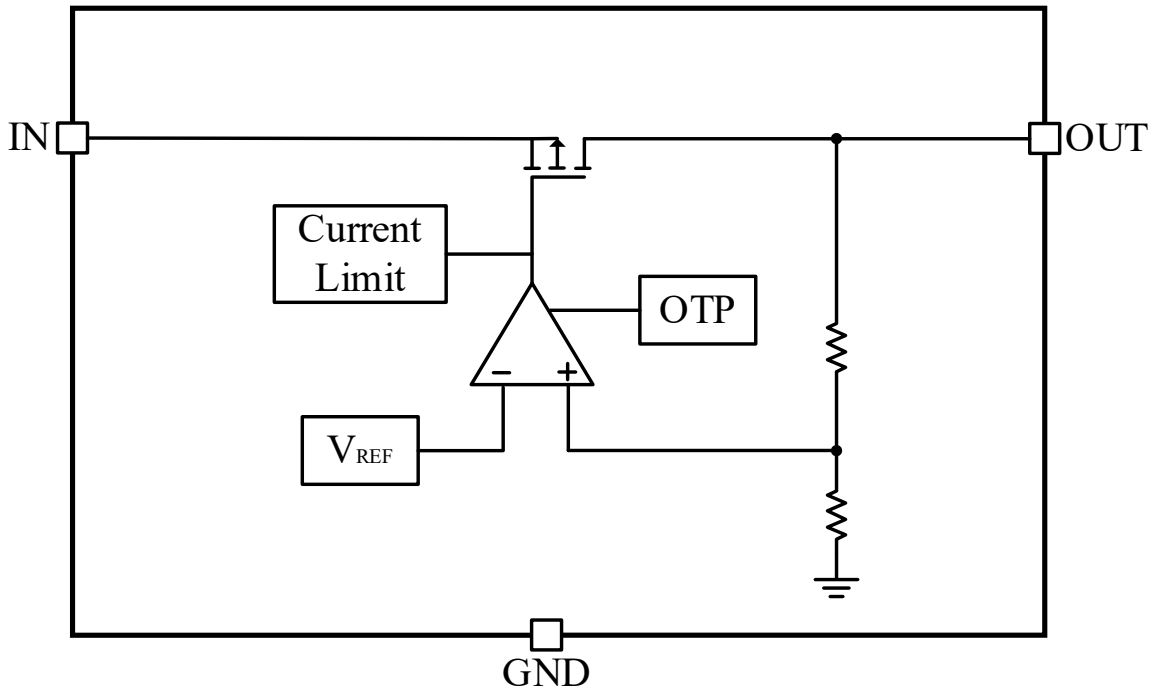 IN
OUT
Current
Limit
OTP
− +
VREF
GND